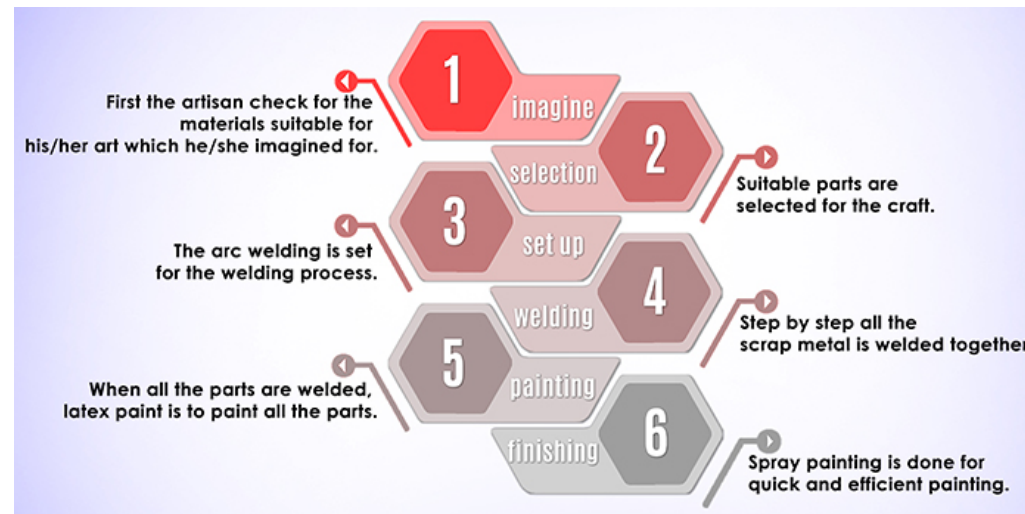 1
imagine
First the artisan check for the
materials suitable for
his/her art which he/she imagined for.
2
selection
Suitable parts are
selected for the craft.
3
set up
The arc welding is set
for the welding process.
4
welding
Step by step all the
scrap metal is welded together
5
painting
When all the parts are welded,
latex paint is to paint all the parts.
6
finishing
Spray painting is done for
quick and efficient painting.